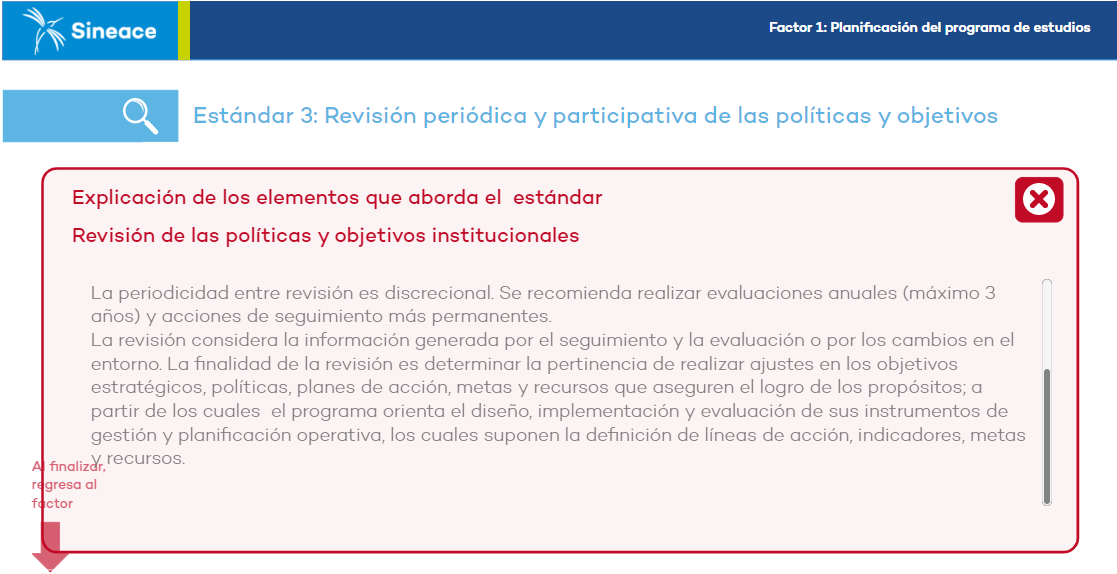 Sineace
Factor 1: Planificación del programa de estudios
Estándar 3: Revisión periódica y participativa de las políticas y objetivos
Explicación de los elementos que aborda el estándar
Revisión de las políticas y objetivos institucionales
La periodicidad entre revisión es discrecional. Se recomienda realizar evaluaciones anuales (máximo 3
años) y acciones de seguimiento más permanentes.
La revisión considera la información generada por el seguimiento y la evaluación o por los cambios en el
entorno. La finalidad de la revisión es determinar la pertinencia de realizar ajustes en los objetivos
estratégicos, políticas, planes de acción, metas y recursos que aseguren el logro de los propósitos; a
partir de los cuales el programa orienta el diseño, implementación y evaluación de sus instrumentos de
gestión y planificación operativa, los cuales suponen la definición de líneas de acción, indicadores, metas
y recursos.
Al finalizar,
regresa al
factor